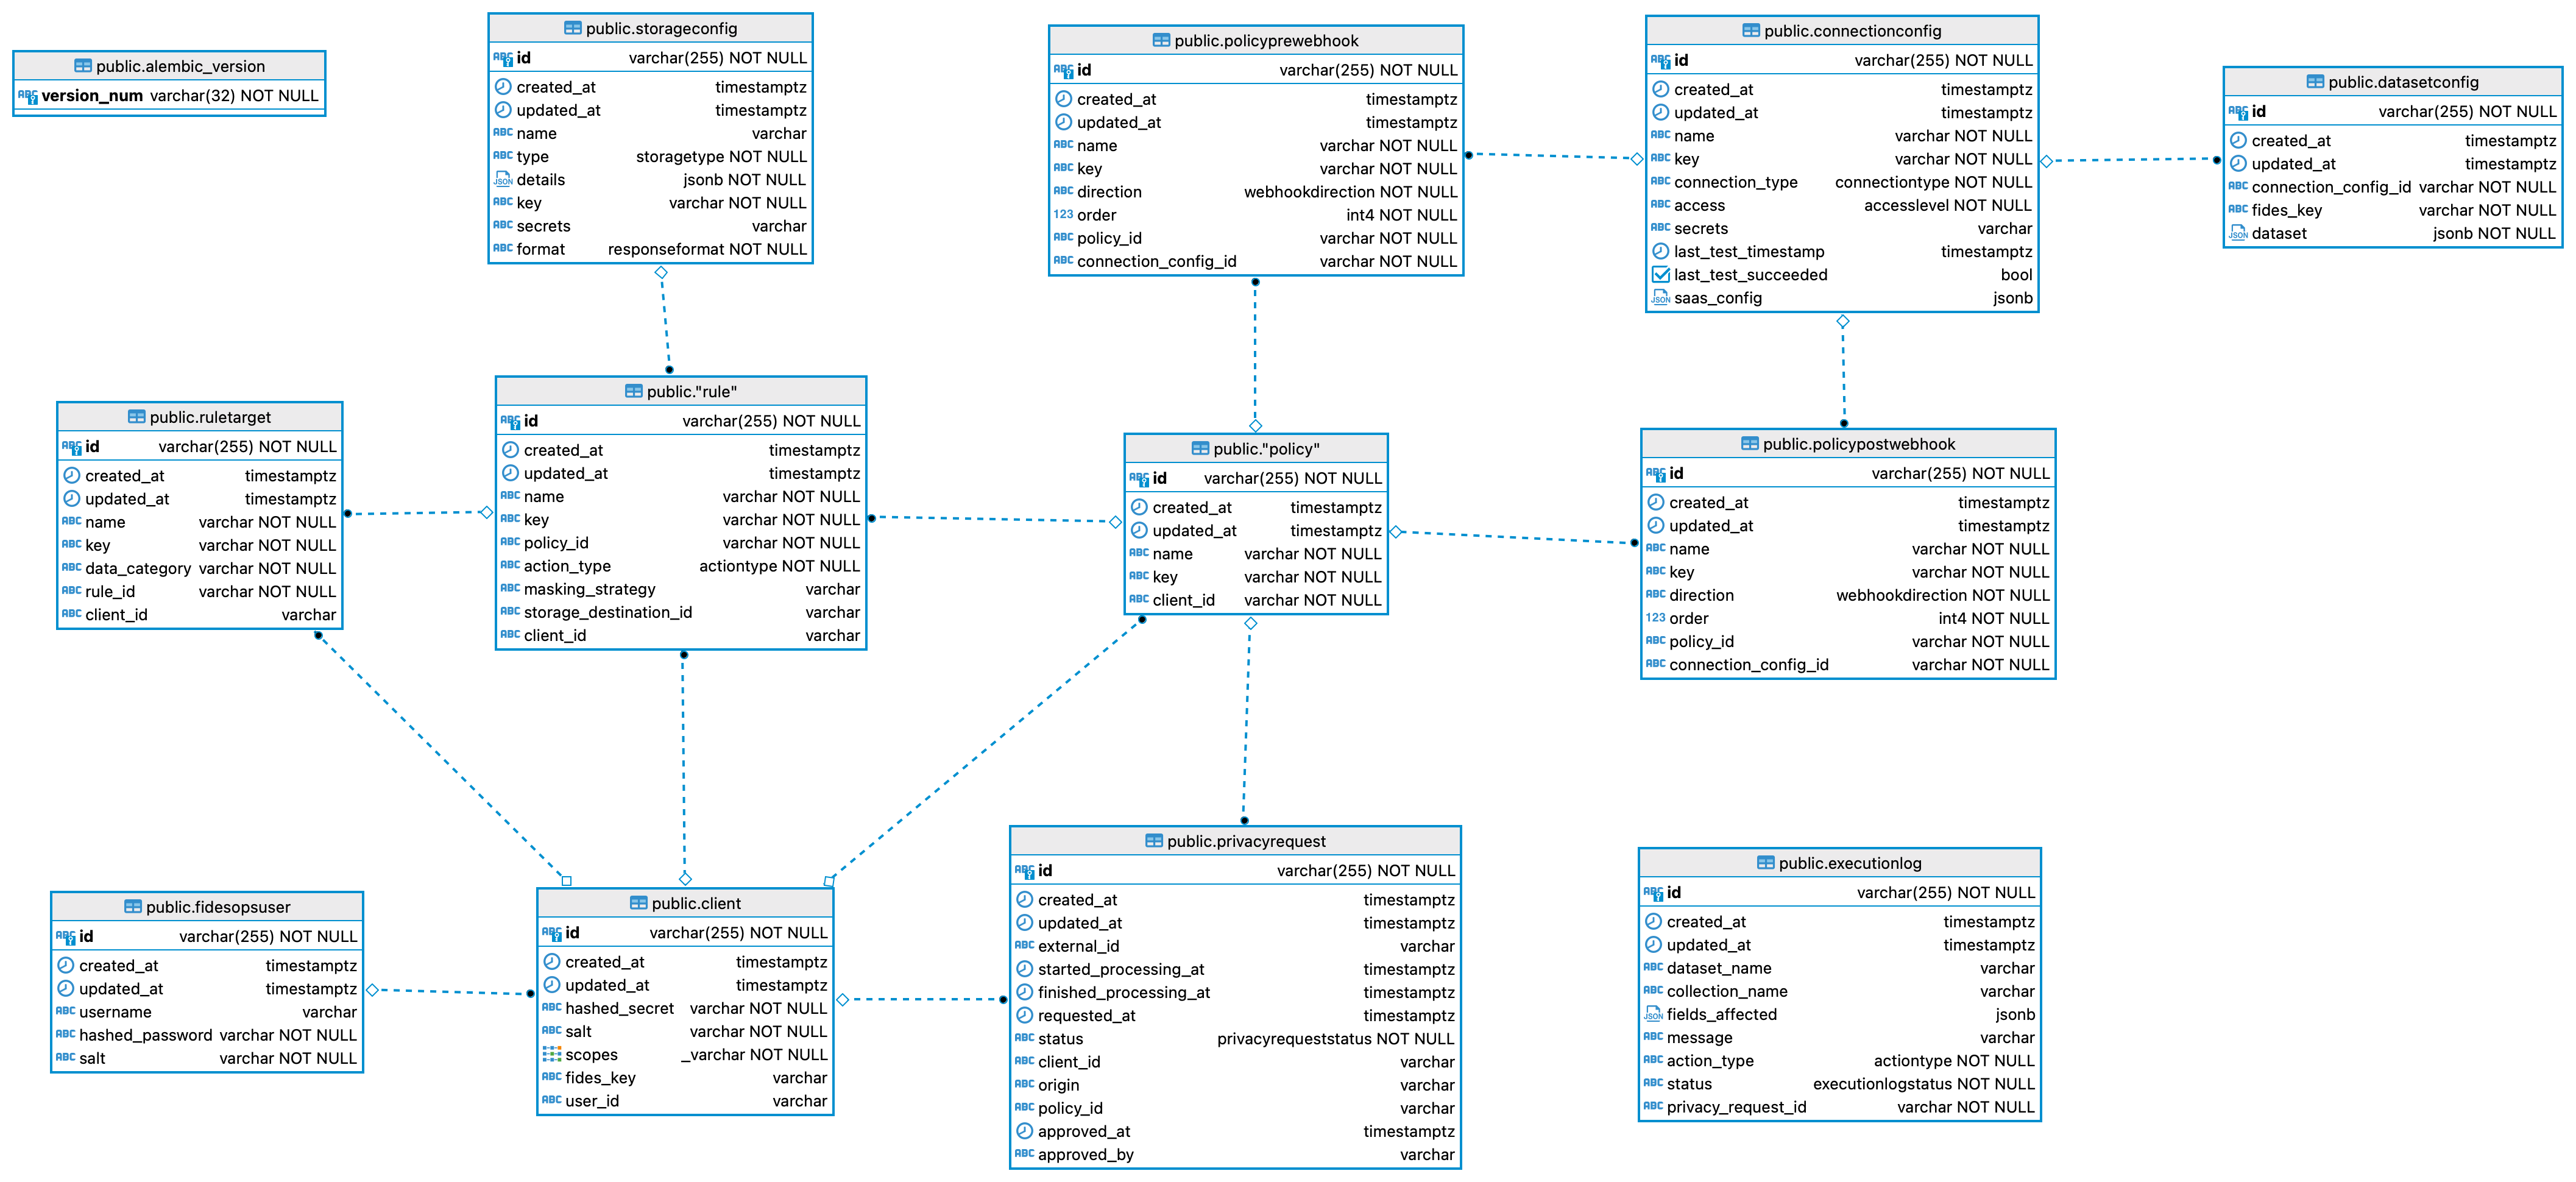 public.alembic_version
version_num varchar(32) NOT NULL
public.storageconfig
id varchar(255) NOT NULL
created_at timestamptz
updated_at timestamptz
name varchar
type storagetype NOT NULL
details jsonb NOT NULL
key varchar NOT NULL
secrets varchar
format responseformat NOT NULL
public.policyprewebhook
id varchar(255) NOT NULL
created_at timestamptz
updated_at timestamptz
name varchar NOT NULL
key varchar NOT NULL
direction webhookdirection NOT NULL
123 order int4 NOT NULL
policy_id varchar NOT NULL
connection_config_id varchar NOT NULL
public.connectionconfig
id varchar(255) NOT NULL
created_at timestamptz
updated_at timestamptz
name varchar NOT NULL
key varchar NOT NULL
connection_type connectiontype NOT NULL
access accesslevel NOT NULL
secrets varchar
last_test_timestamp timestamptz
last_test_succeeded bool
saas_config jsonb
public.datasetconfig
id varchar(255) NOT NULL
created_at timestamptz
updated_at timestamptz
connection_config_id varchar NOT NULL
fides_key varchar NOT NULL
dataset jsonb NOT NULL
public.ruletarget
id varchar(255) NOT NULL
created_at timestamptz
updated_at timestamptz
name varchar NOT NULL
key varchar NOT NULL
data_category varchar NOT NULL
rule_id varchar NOT NULL
client_id varchar
public."rule"
id varchar(255) NOT NULL
created_at timestamptz
updated_at timestamptz
name varchar NOT NULL
key varchar NOT NULL
policy_id varchar NOT NULL
action_type actiontype NOT NULL
masking_strategy varchar
storage_destination_id varchar
client_id varchar
public."policy"
id varchar(255) NOT NULL
created_at timestamptz
updated_at timestamptz
name varchar NOT NULL
key varchar NOT NULL
client_id varchar NOT NULL
public.policypostwebhook
id varchar(255) NOT NULL
created_at timestamptz
updated_at timestamptz
name varchar NOT NULL
key varchar NOT NULL
direction webhookdirection NOT NULL
123 order int4 NOT NULL
policy_id varchar NOT NULL
connection_config_id varchar NOT NULL
public.fidesopsuser
id varchar(255) NOT NULL
created_at timestamptz
updated_at timestamptz
username varchar
hashed_password varchar NOT NULL
salt varchar NOT NULL
public.client
id varchar(255) NOT NULL
created_at timestamptz
updated_at timestamptz
hashed_secret varchar NOT NULL
salt varchar NOT NULL
scopes _varchar NOT NULL
fides_key varchar
user_id varchar
public.privacyrequest
id varchar(255) NOT NULL
created_at timestamptz
updated_at timestamptz
external_id varchar
started_processing_at timestamptz
finished_processing_at timestamptz
requested_at timestamptz
status privacyrequeststatus NOT NULL
client_id varchar
origin varchar
policy_id varchar
approved_at timestamptz
approved_by varchar
public.executionlog
id varchar(255) NOT NULL
created_at timestamptz
updated_at timestamptz
dataset_name varchar
collection_name varchar
fields_affected jsonb
message varchar
action_type actiontype NOT NULL
status executionlogstatus NOT NULL
privacy_request_id varchar NOT NULL